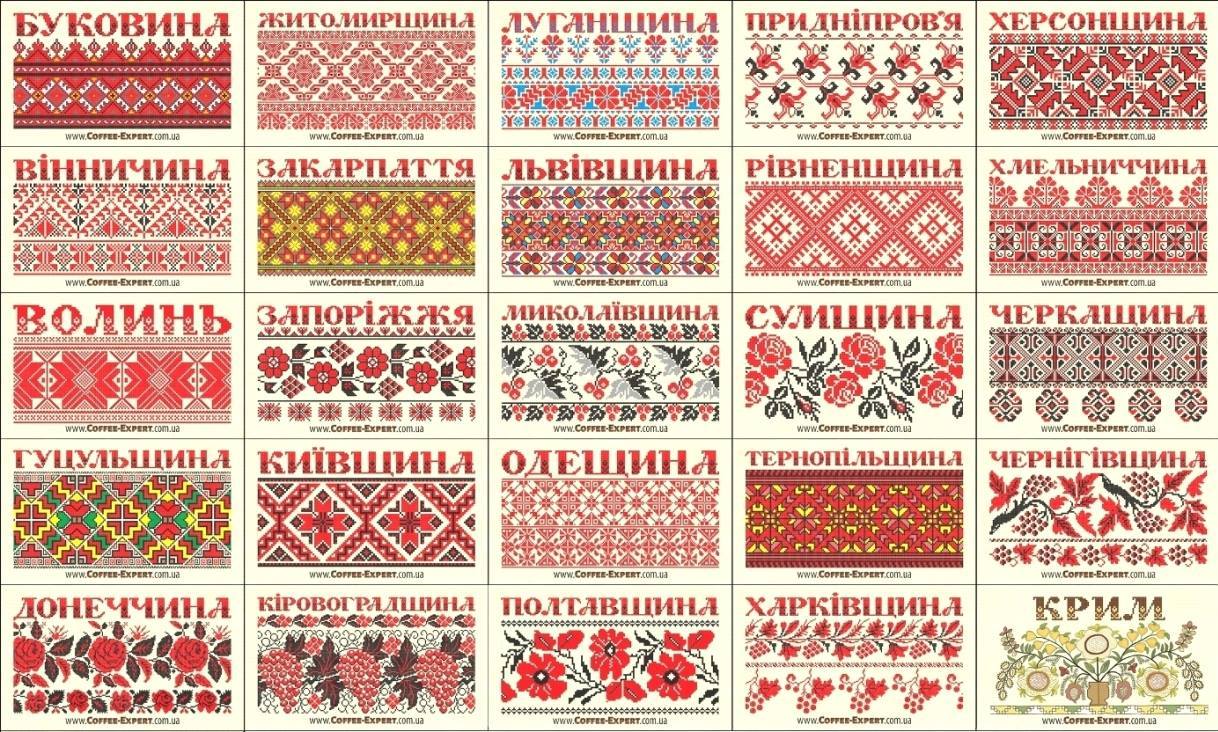 БУКОВИНА
www.COFFEE-EXPERT.com.ua
ЖИТОМИРЩИНА
www.COFFEE-EXPERT.com.ua
ЛУГАНЩИНА
www.COFFEE-EXPERT.com.ua
ПРИДНІПРОВ'Я
www.COFFEE-EXPERT.com.ua
ХЕРСОНЩИНА
www.COFFEE-EXPERT.com.ua
ВІННИЧИНА
www.COFFEE-EXPERT.com.ua
ЗАКАРПАТТЯ
www.COFFEE-EXPERT.com.ua
ЛЬВІВЩИНА
www.COFFEE-EXPERT.com.ua
РІВНЕНЩИНА
www.COFFEE-EXPERT.com.ua
ХМЕЛЬНИЧЧИНА
www.COFFEE-EXPERT.com.ua
ВОЛИНЬ
www.COFFEE-EXPERT.com.ua
ЗАПОРІЖЖЯ
www.COFFEE-EXPERT.com.ua
МИКОЛАЇВЩИНА
www.COFFEE-EXPERT.com.ua
СУМЩИНА
www.COFFEE-EXPERT.com.ua
ЧЕРКАЩИНА
www.COFFEE-EXPERT.com.ua
ГУЦУЛЬЩИНА
www.COFFEE-EXPERT.com.ua
КИЇВЩИНА
www.COFFEE-EXPERT.com.ua
ОДЕЩИНА
www.COFFEE-EXPERT.com.ua
ТЕРНОПІЛЬЩИНА
www.COFFEE-EXPERT.com.ua
ЧЕРНІГІВЩИНА
www.COFFEE-EXPERT.com.ua
ДОНЕЧЧИНА
www.COFFEE-EXPERT.com.ua
КІРОВОГРАДЩИНА
www.COFFEE-EXPERT.com.ua
ПОЛТАВЩИНА
www.COFFEE-EXPERT.com.ua
ХАРКІВЩИНА
www.COFFEE-EXPERT.com.ua
КРИМ
www.COFFEE-EXPERT.com.ua